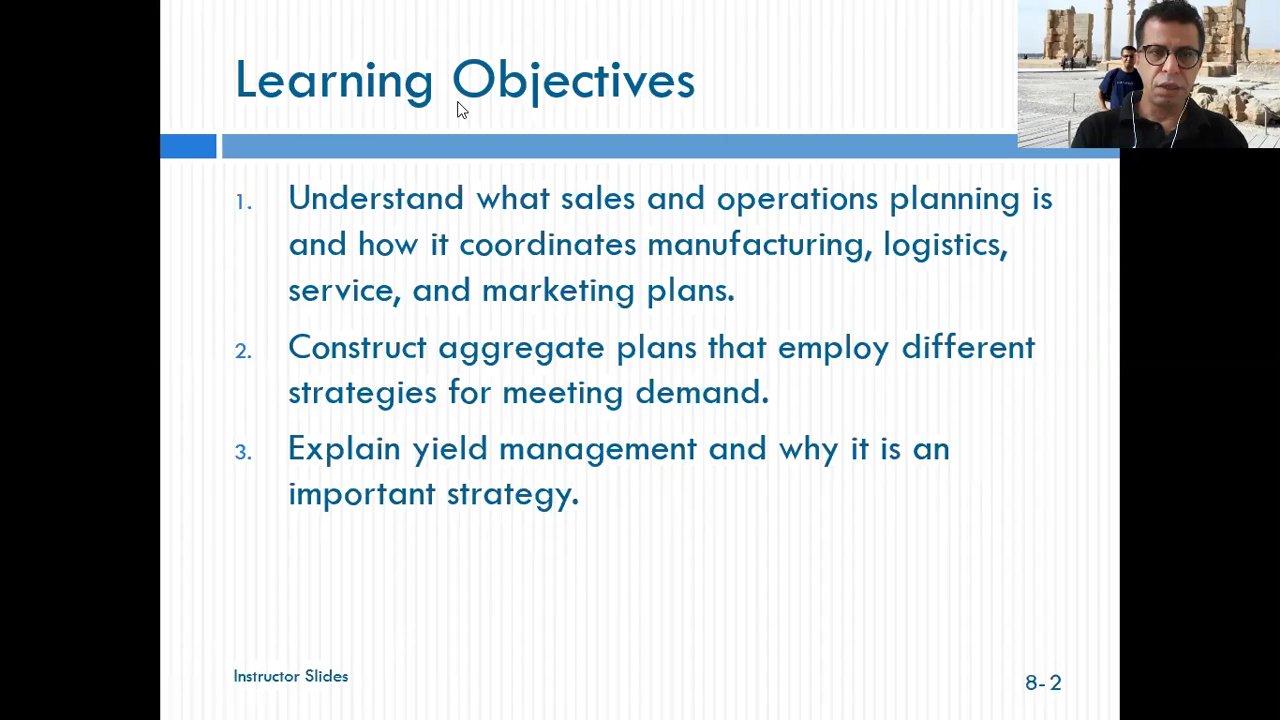 Learning Objectives
1. Understand what sales and operations planning is
and how it coordinates manufacturing, logistics,
service, and marketing plans.
2. Construct aggregate plans that employ different
strategies for meeting demand.
3. Explain yield management and why it is an
important strategy.
Instructor Slides
8-2